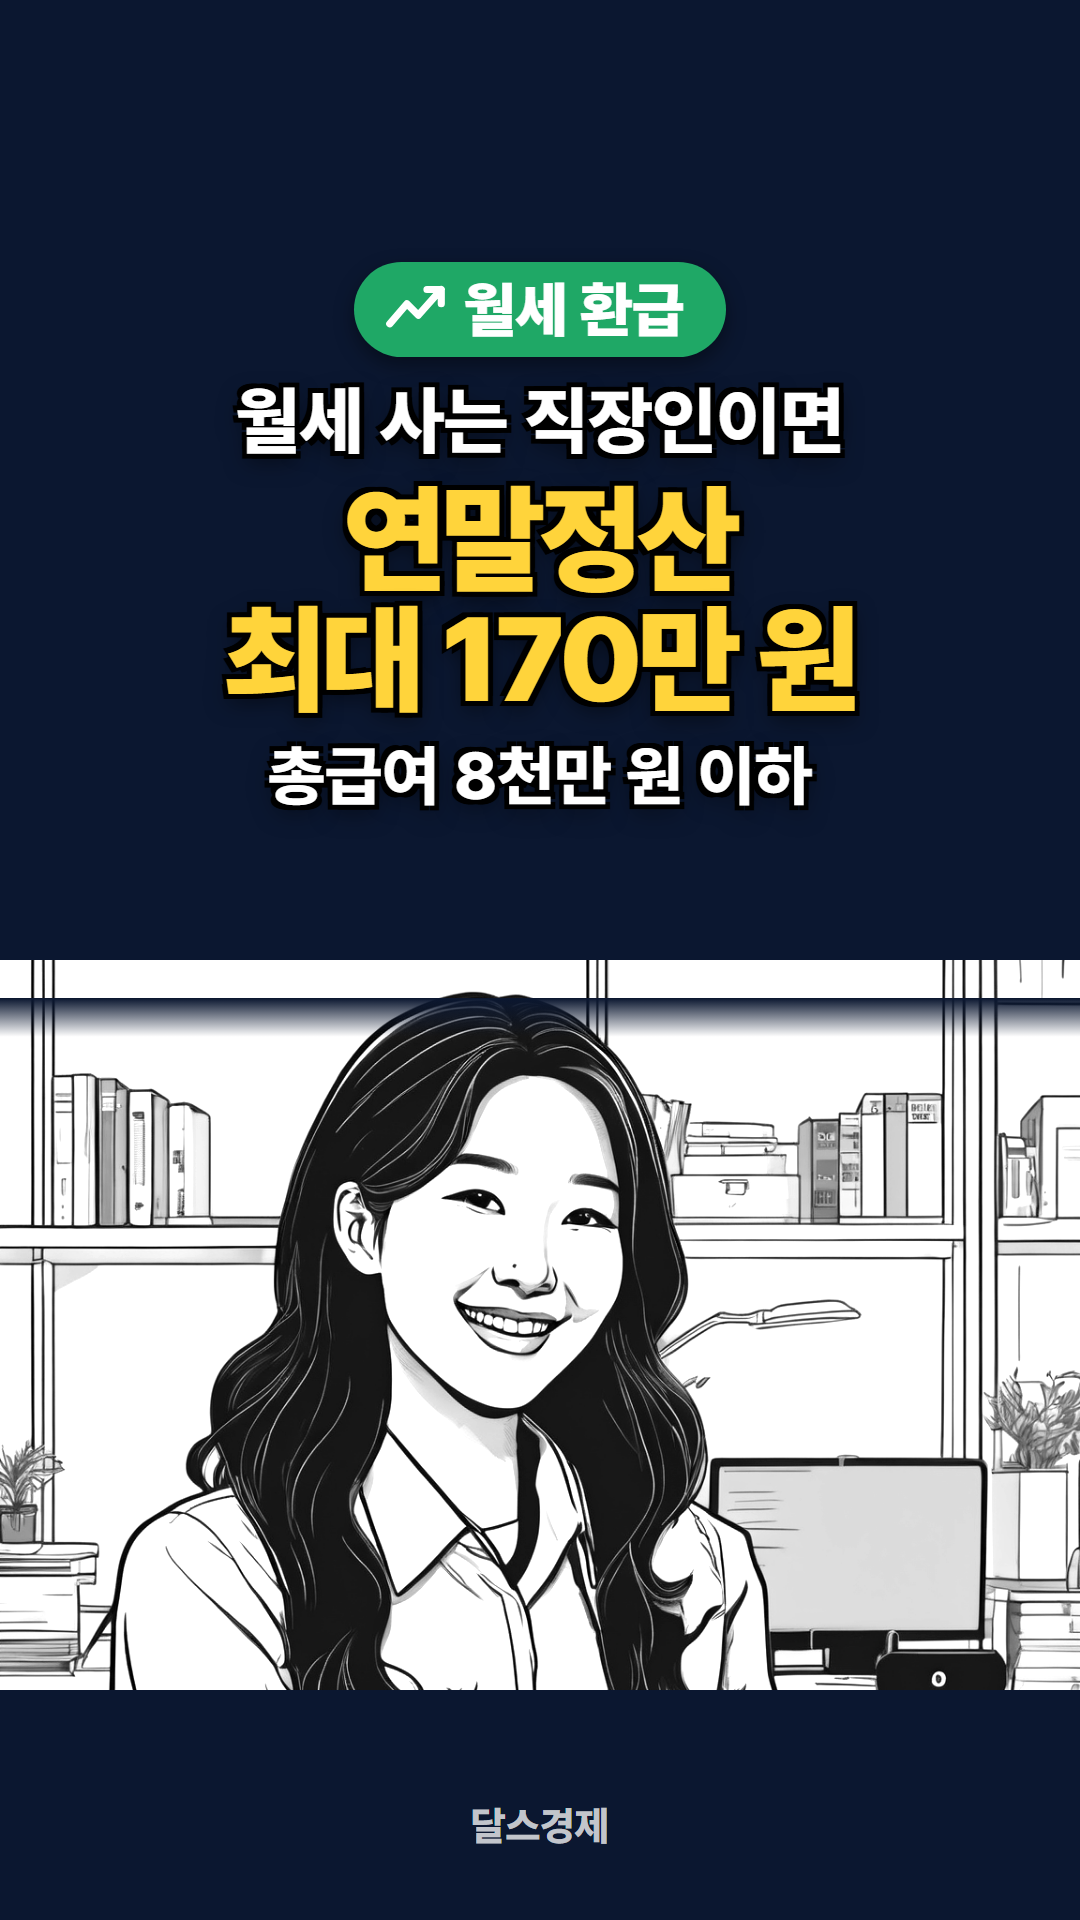 월세 환급
월세 사는 직장인이면
연말정산
최대 170만 원
총급여 8천만 원 이하
달스경제